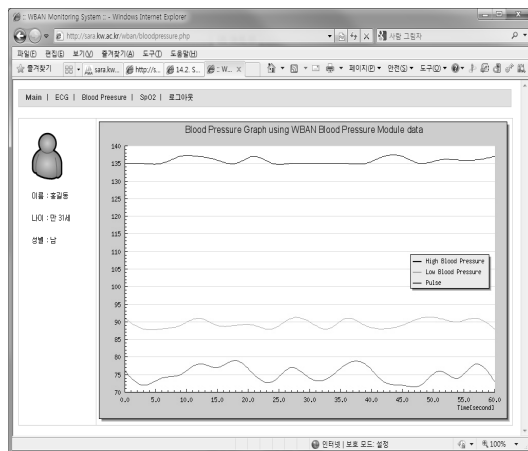 :: WBAN Monitoring System :: - Windows Internet Explorer
http://sara.kw.ac.kr/wban/bloodpressure.php
사람 그림자
파일(F) 편집(E) 보기(V) 즐겨찾기(A) 도구(T) 도움말(H)
즐겨찾기 sara.kw... http://s... 14.2. S... :: W... 페이지(P) 안전(S) 도구(O)
Main | ECG | Blood Preesure | SpO2 | 로그아웃
이름 : 홍길동
나이 : 만 31세
성별 : 남
Blood Pressure Graph using WBAN Blood Pressure Module data
140
135
130
125
120
115
110
105
100
95
90
85
80
75
70
High Blood Pressure
Low Blood Pressure
Pulse
0.0 5.0 10.0 15.0 20.0 25.0 30.0 35.0 40.0 45.0 50.0 55.0 60.0
Time[second]
인터넷 | 보호 모드: 설정
100%